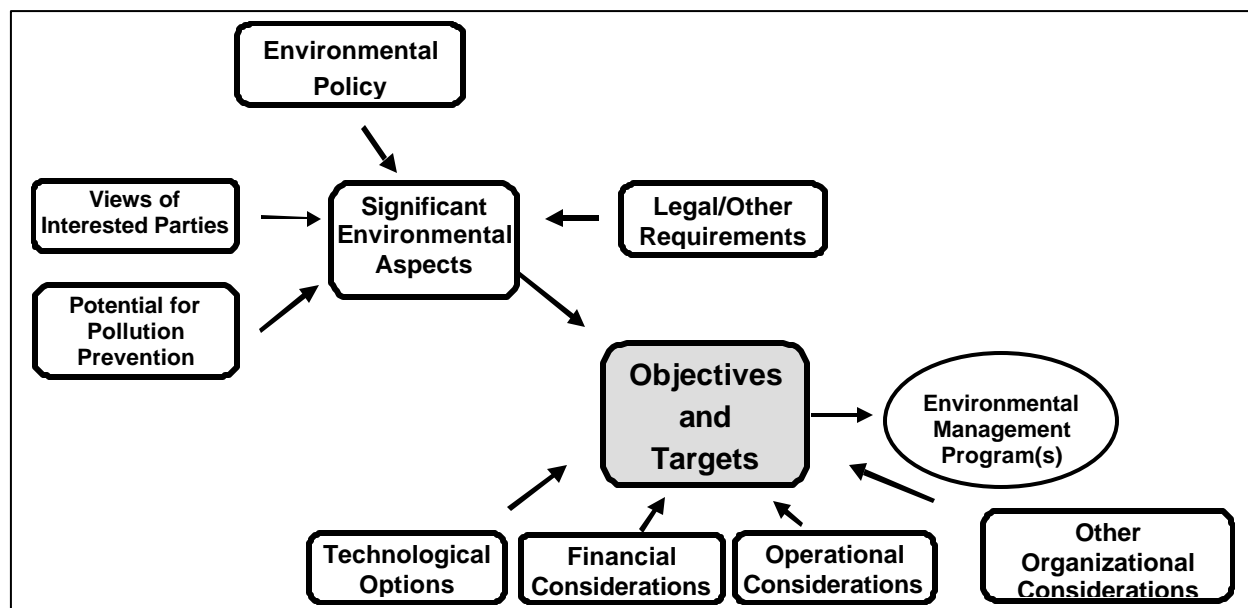 Environmental
Policy
Views of
Interested Parties
Significant
Environmental
Aspects
Legal/Other
Requirements
Potential for
Pollution
Prevention
Objectives
and
Targets
Environmental
Management
Program(s)
Technological
Options
Financial
Considerations
Operational
Considerations
Other
Organizational
Considerations